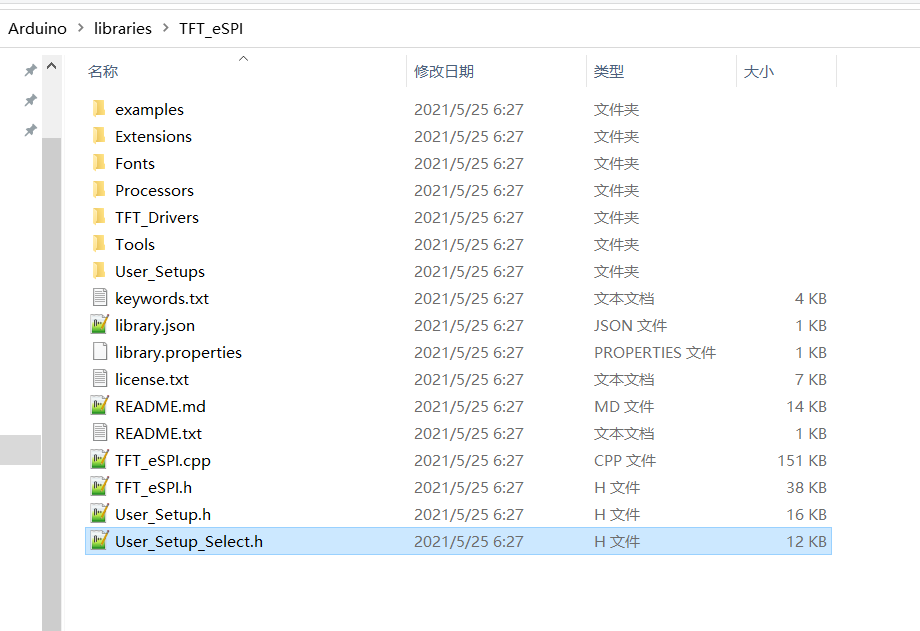 Arduino > libraries > TFT_eSPI
名称 修改日期 类型 大小
examples 2021/5/25 6:27 文件夹
Extensions 2021/5/25 6:27 文件夹
Fonts 2021/5/25 6:27 文件夹
Processors 2021/5/25 6:27 文件夹
TFT_Drivers 2021/5/25 6:27 文件夹
Tools 2021/5/25 6:27 文件夹
User_Setups 2021/5/25 6:27 文件夹
keywords.txt 2021/5/25 6:27 文本文档 4 KB
library.json 2021/5/25 6:27 JSON 文件 1 KB
library.properties 2021/5/25 6:27 PROPERTIES 文件 1 KB
license.txt 2021/5/25 6:27 文本文档 7 KB
README.md 2021/5/25 6:27 MD 文件 14 KB
README.txt 2021/5/25 6:27 文本文档 1 KB
TFT_eSPI.cpp 2021/5/25 6:27 CPP 文件 151 KB
TFT_eSPI.h 2021/5/25 6:27 H 文件 38 KB
User_Setup.h 2021/5/25 6:27 H 文件 16 KB
User_Setup_Select.h 2021/5/25 6:27 H 文件 12 KB